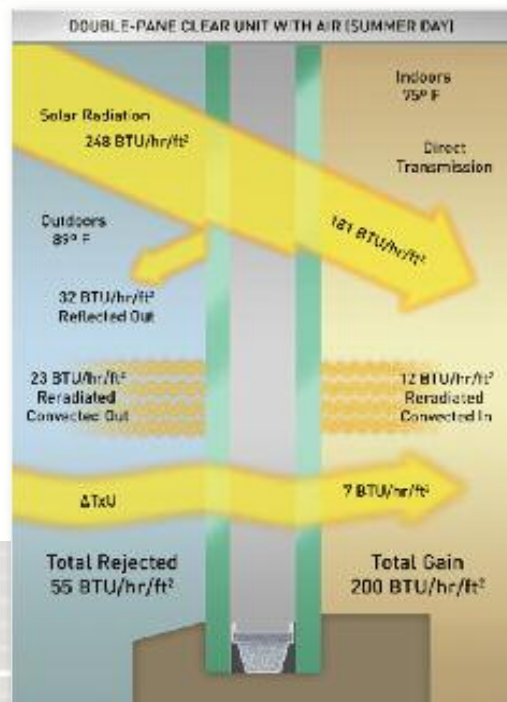 DOUBLE-PANE CLEAR UNIT WITH AIR (SUMMER DAY)
Indoors
75º F
Solar Radiation
248 BTU/hr/ft²
Direct
Transmission
181 BTU/hr/ft²
Outdoors
89º F
32 BTU/hr/ft²
Reflected Out
23 BTU/hr/ft²
Reradiated
Convected Out
12 BTU/hr/ft²
Reradiated
Convected In
ΔTxU
7 BTU/hr/ft²
Total Rejected
55 BTU/hr/ft²
Total Gain
200 BTU/hr/ft²